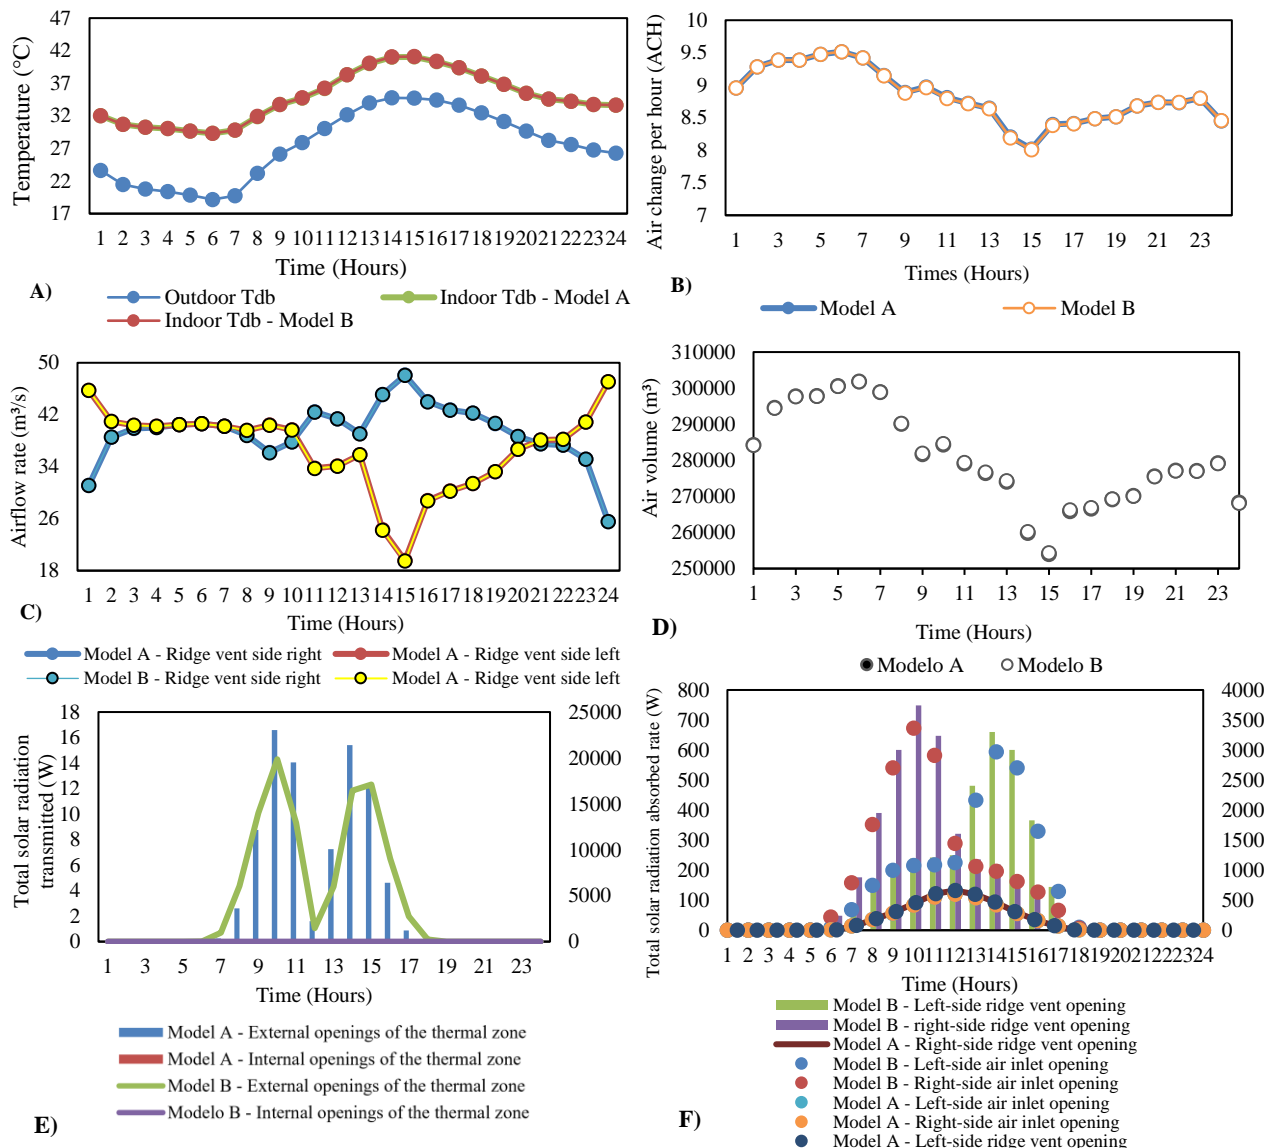 47
42
37
32
27
22
17
Temperature (°C)
1 2 3 4 5 6 7 8 9 10 11 12 13 14 15 16 17 18 19 20 21 22 23 24
Time (Hours)
A)
Outdoor Tdb
Indoor Tdb - Model A
Indoor Tdb - Model B
10
9.5
9
8.5
8
7.5
7
Air change per hour (ACH)
1 3 5 7 9 11 13 15 17 19 21 23
Times (Hours)
B)
Model A
Model B
50
42
34
26
18
Airflow rate (m³/s)
1 2 3 4 5 6 7 8 9 10 11 12 13 14 15 16 17 18 19 20 21 22 23 24
Time (Hours)
C)
Model A - Ridge vent side right
Model A - Ridge vent side left
Model B - Ridge vent side right
Model A - Ridge vent side left
310000
300000
290000
280000
270000
260000
250000
Air volume (m³)
1 3 5 7 9 11 13 15 17 19 21 23
Time (Hours)
D)
Modelo A
Modelo B
18
16
14
12
10
8
6
4
2
0
Total solar radiation
transmitted (W)
25000
20000
15000
10000
5000
0
1 3 5 7 9 11 13 15 17 19 21 23
Time (Hours)
Model A - External openings of the thermal zone
Model A - Internal openings of the thermal zone
Model B - External openings of the thermal zone
Modelo B - Internal openings of the thermal zone
E)
800
700
600
500
400
300
200
100
0
Total solar radiation absorbed rate (W)
4000
3500
3000
2500
2000
1500
1000
500
0
1 2 3 4 5 6 7 8 9 10 11 12 13 14 15 16 17 18 19 20 21 22 23 24
Time (Hours)
Model B - Left-side ridge vent opening
Model B - right-side ridge vent opening
Model A - Right-side ridge vent opening
Model B - Left-side air inlet opening
Model B - Right-side air inlet opening
Model A - Left-side air inlet opening
Model A - Right-side air inlet opening
Model A - Left-side ridge vent opening
F)